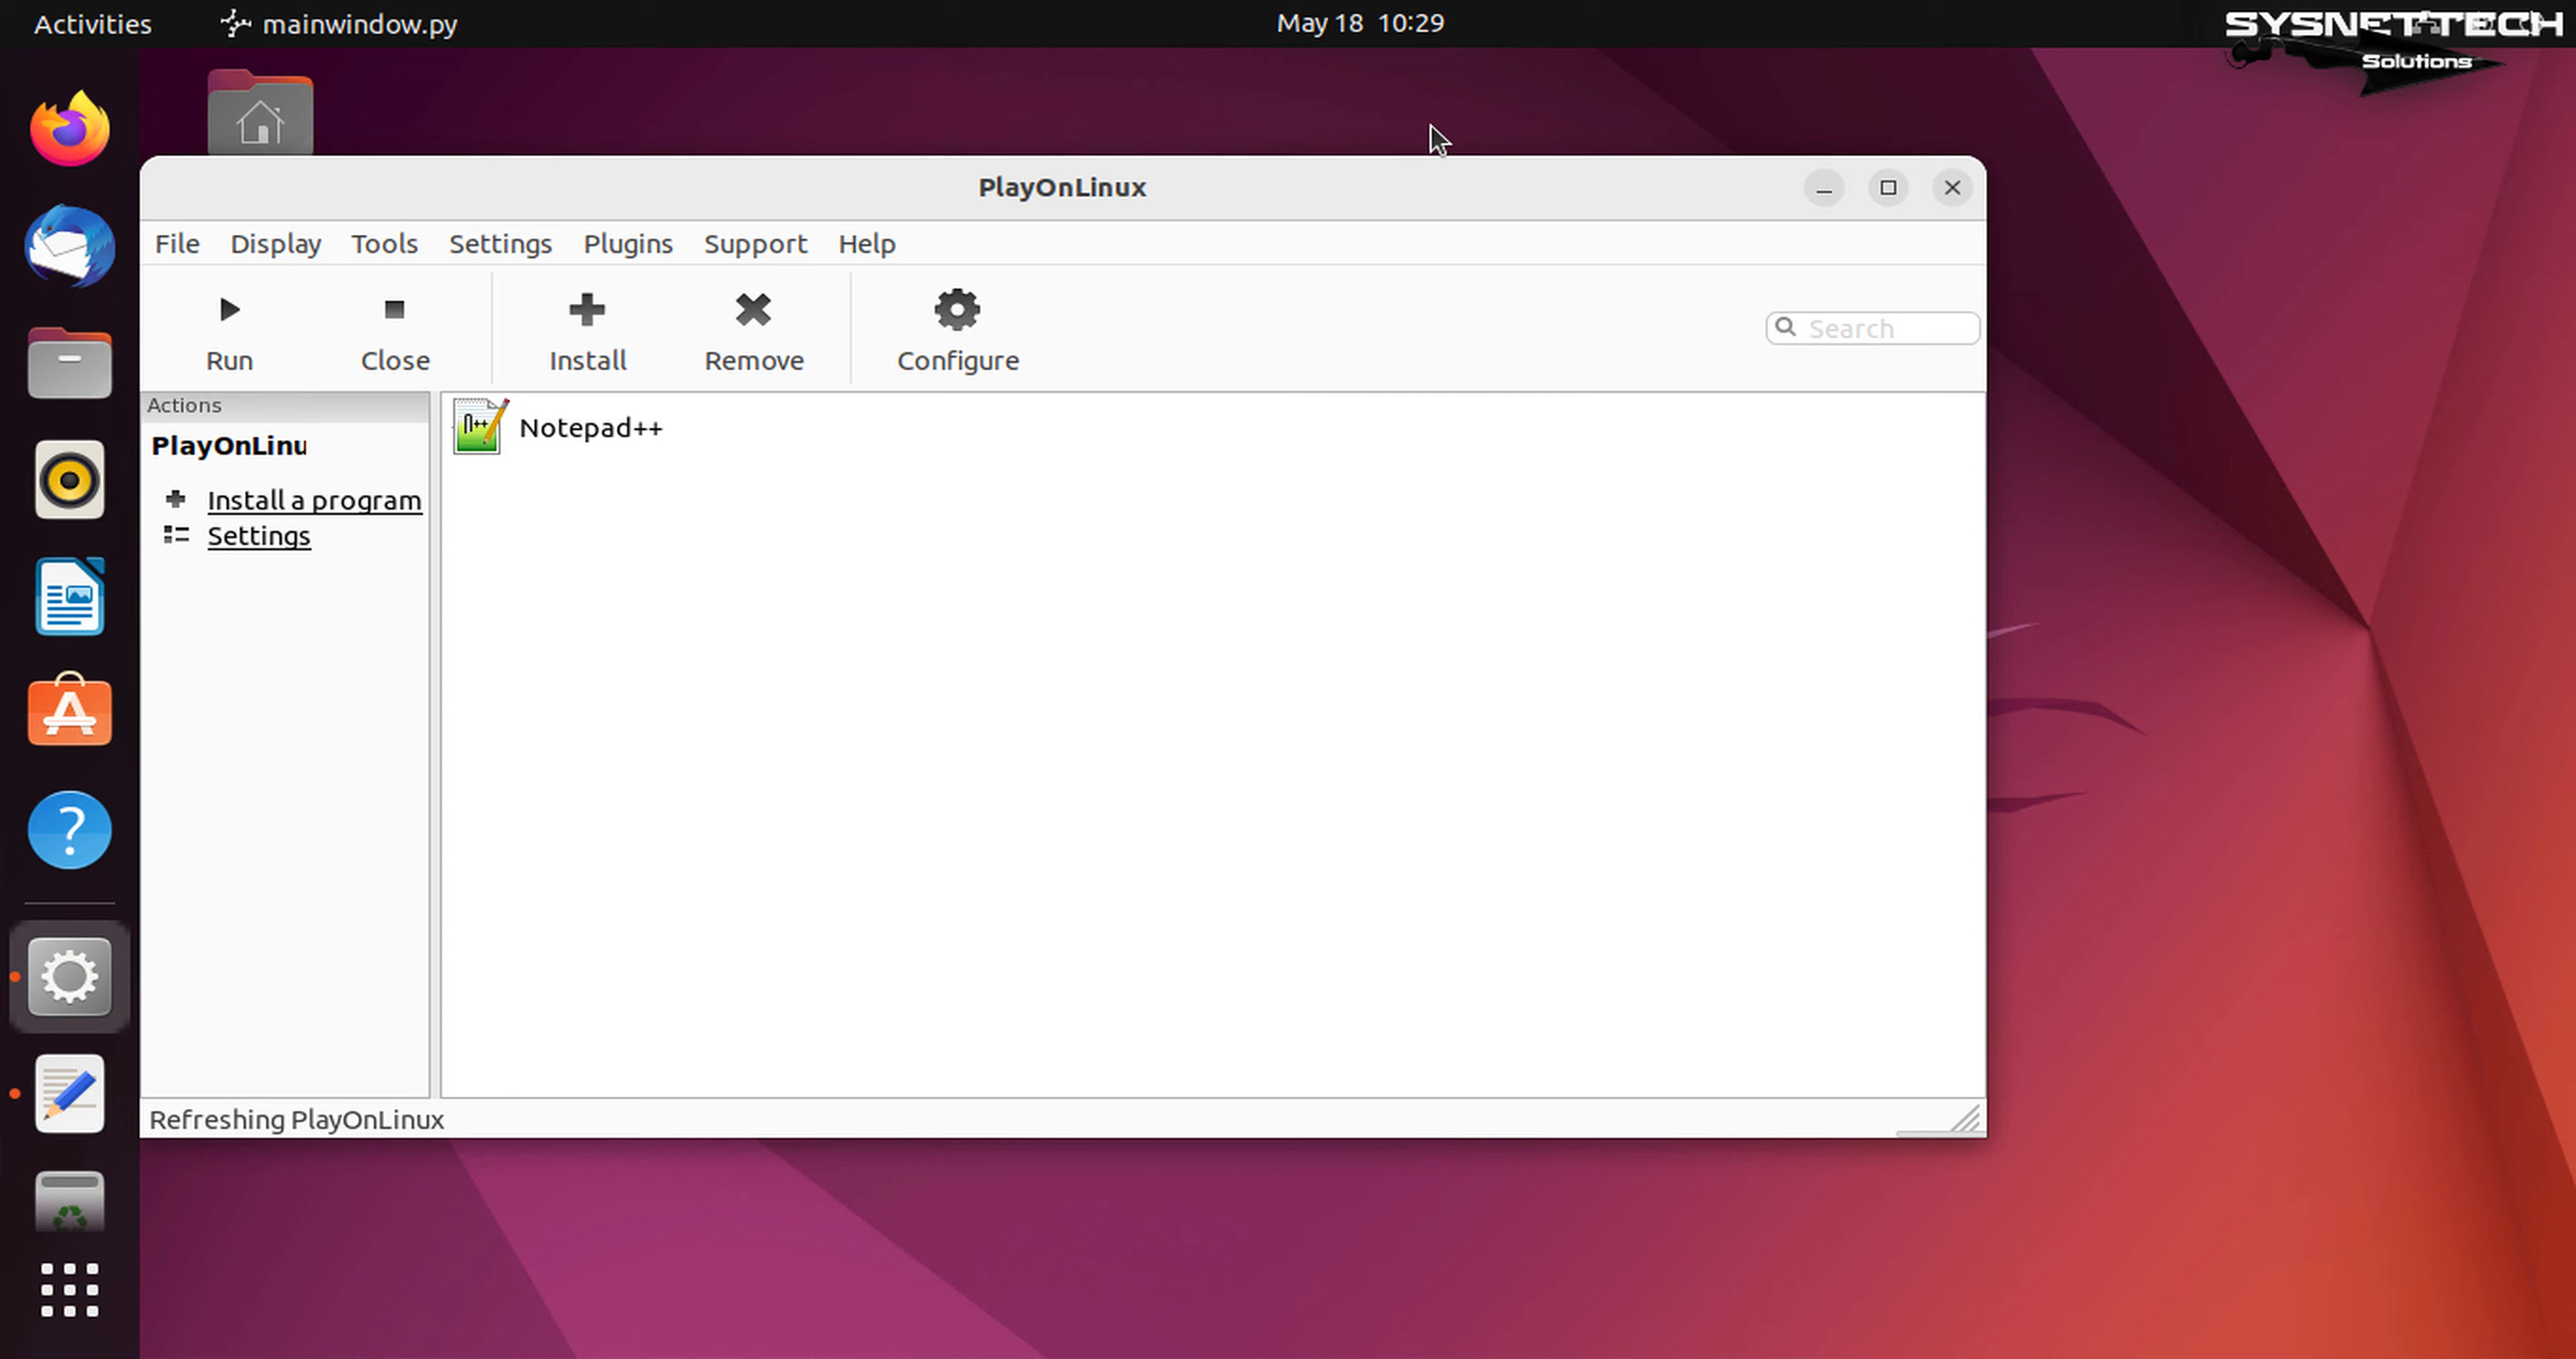 Activities mainwindow.py May 18 10:29 SYSNETTECH
Solutions
PlayOnLinux
File Display Tools Settings Plugins Support Help
Run Close Install Remove Configure Search
Actions
PlayOnLinu
Install a program
Settings
Notepad++
Refreshing PlayOnLinux